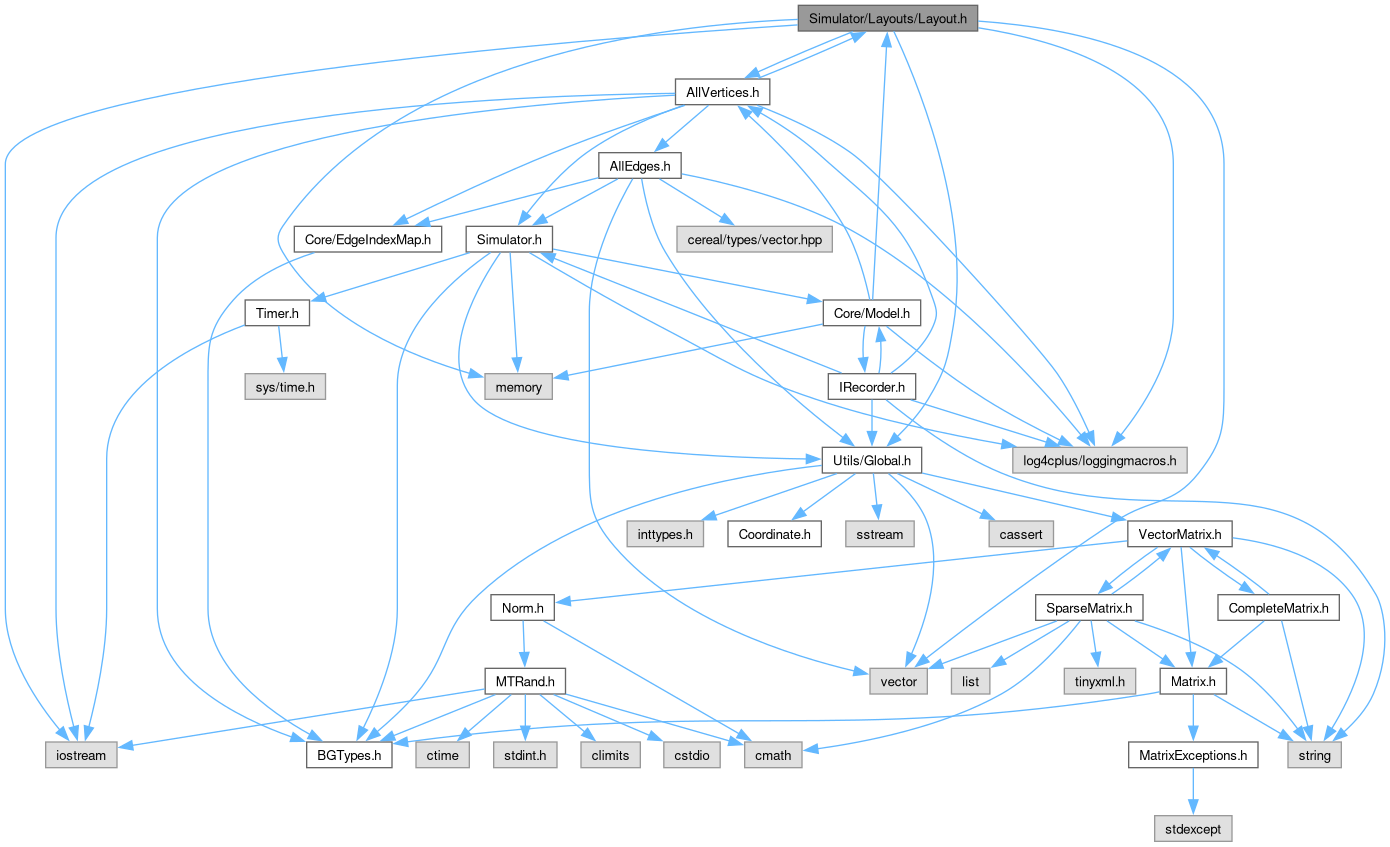 Simulator/Layouts/Layout.h
AllVertices.h
AllEdges.h
Core/EdgeIndexMap.h
Simulator.h
cereal/types/vector.hpp
Timer.h
Core/Model.h
sys/time.h
memory
IRecorder.h
Utils/Global.h
log4cplus/loggingmacros.h
inttypes.h
Coordinate.h
sstream
cassert
VectorMatrix.h
Norm.h
SparseMatrix.h
CompleteMatrix.h
MTRand.h
vector
list
tinyxml.h
Matrix.h
iostream
BGTypes.h
ctime
stdint.h
climits
cstdio
cmath
MatrixExceptions.h
string
stdexcept